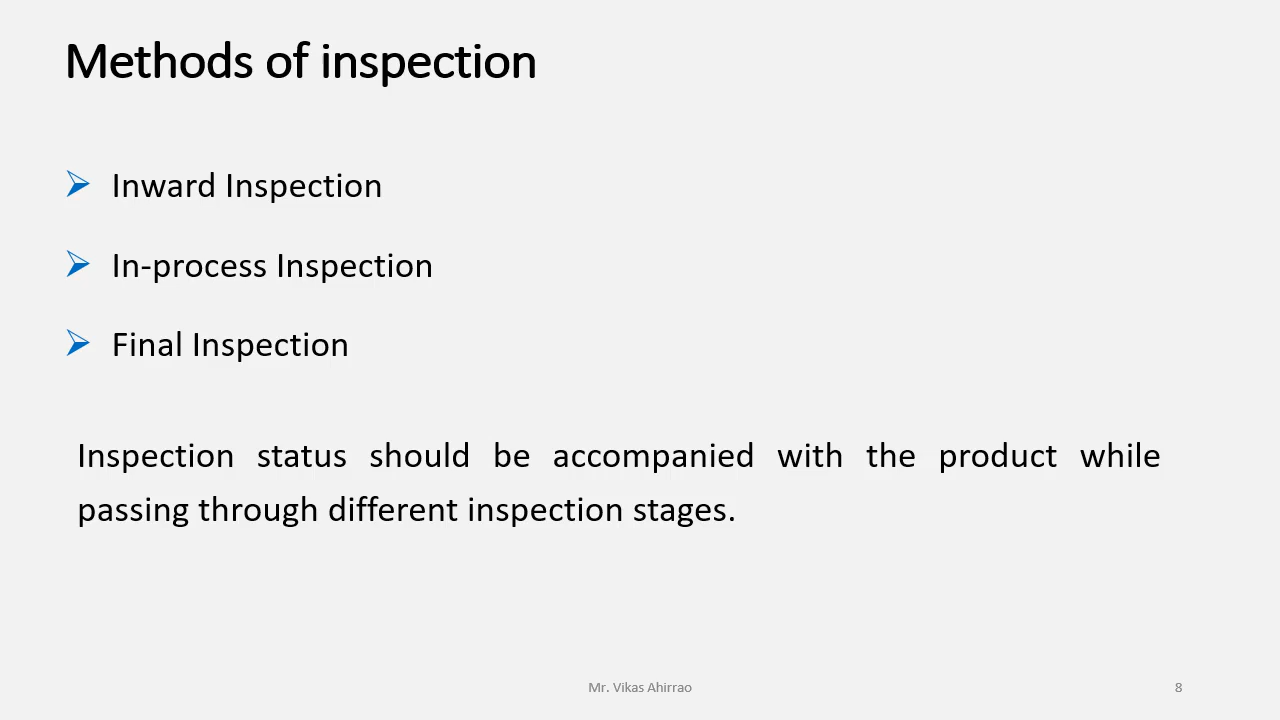 Methods of inspection
Inward Inspection
In-process Inspection
Final Inspection
Inspection status should be accompanied with the product while
passing through different inspection stages.
Mr. Vikas Ahirrao
8